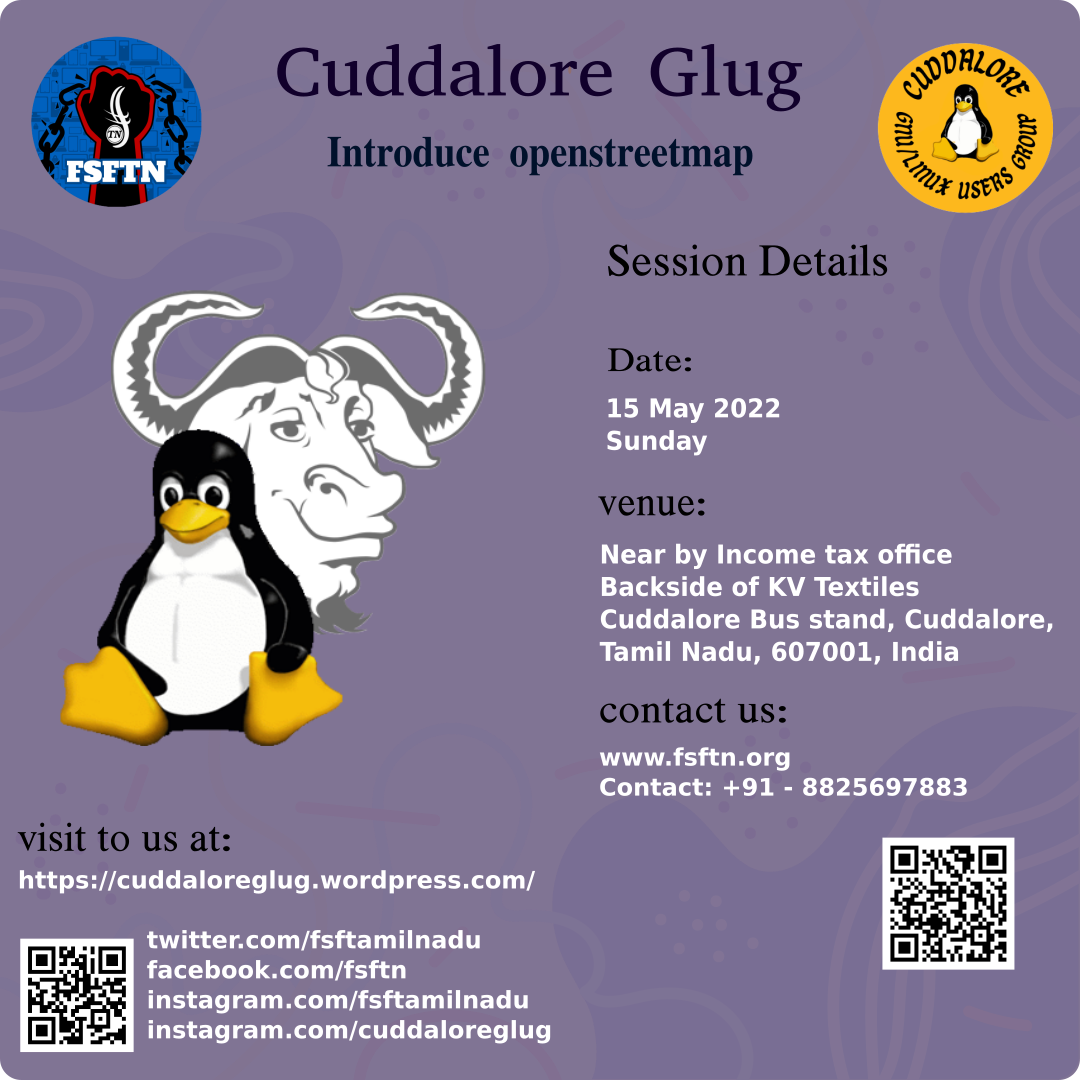 Cuddalore Glug
Introduce openstreetmap
TN
FSFTN
CUDDALORE
GNU/LINUX USERS GROUP
Session Details
Date:
15 May 2022
Sunday
venue:
Near by Income tax office
Backside of KV Textiles
Cuddalore Bus stand, Cuddalore,
Tamil Nadu, 607001, India
contact us:
www.fsftn.org
Contact: +91 - 8825697883
visit to us at:
https://cuddaloreglug.wordpress.com/
twitter.com/fsftamilnadu
facebook.com/fsftn
instagram.com/fsftamilnadu
instagram.com/cuddaloreglug